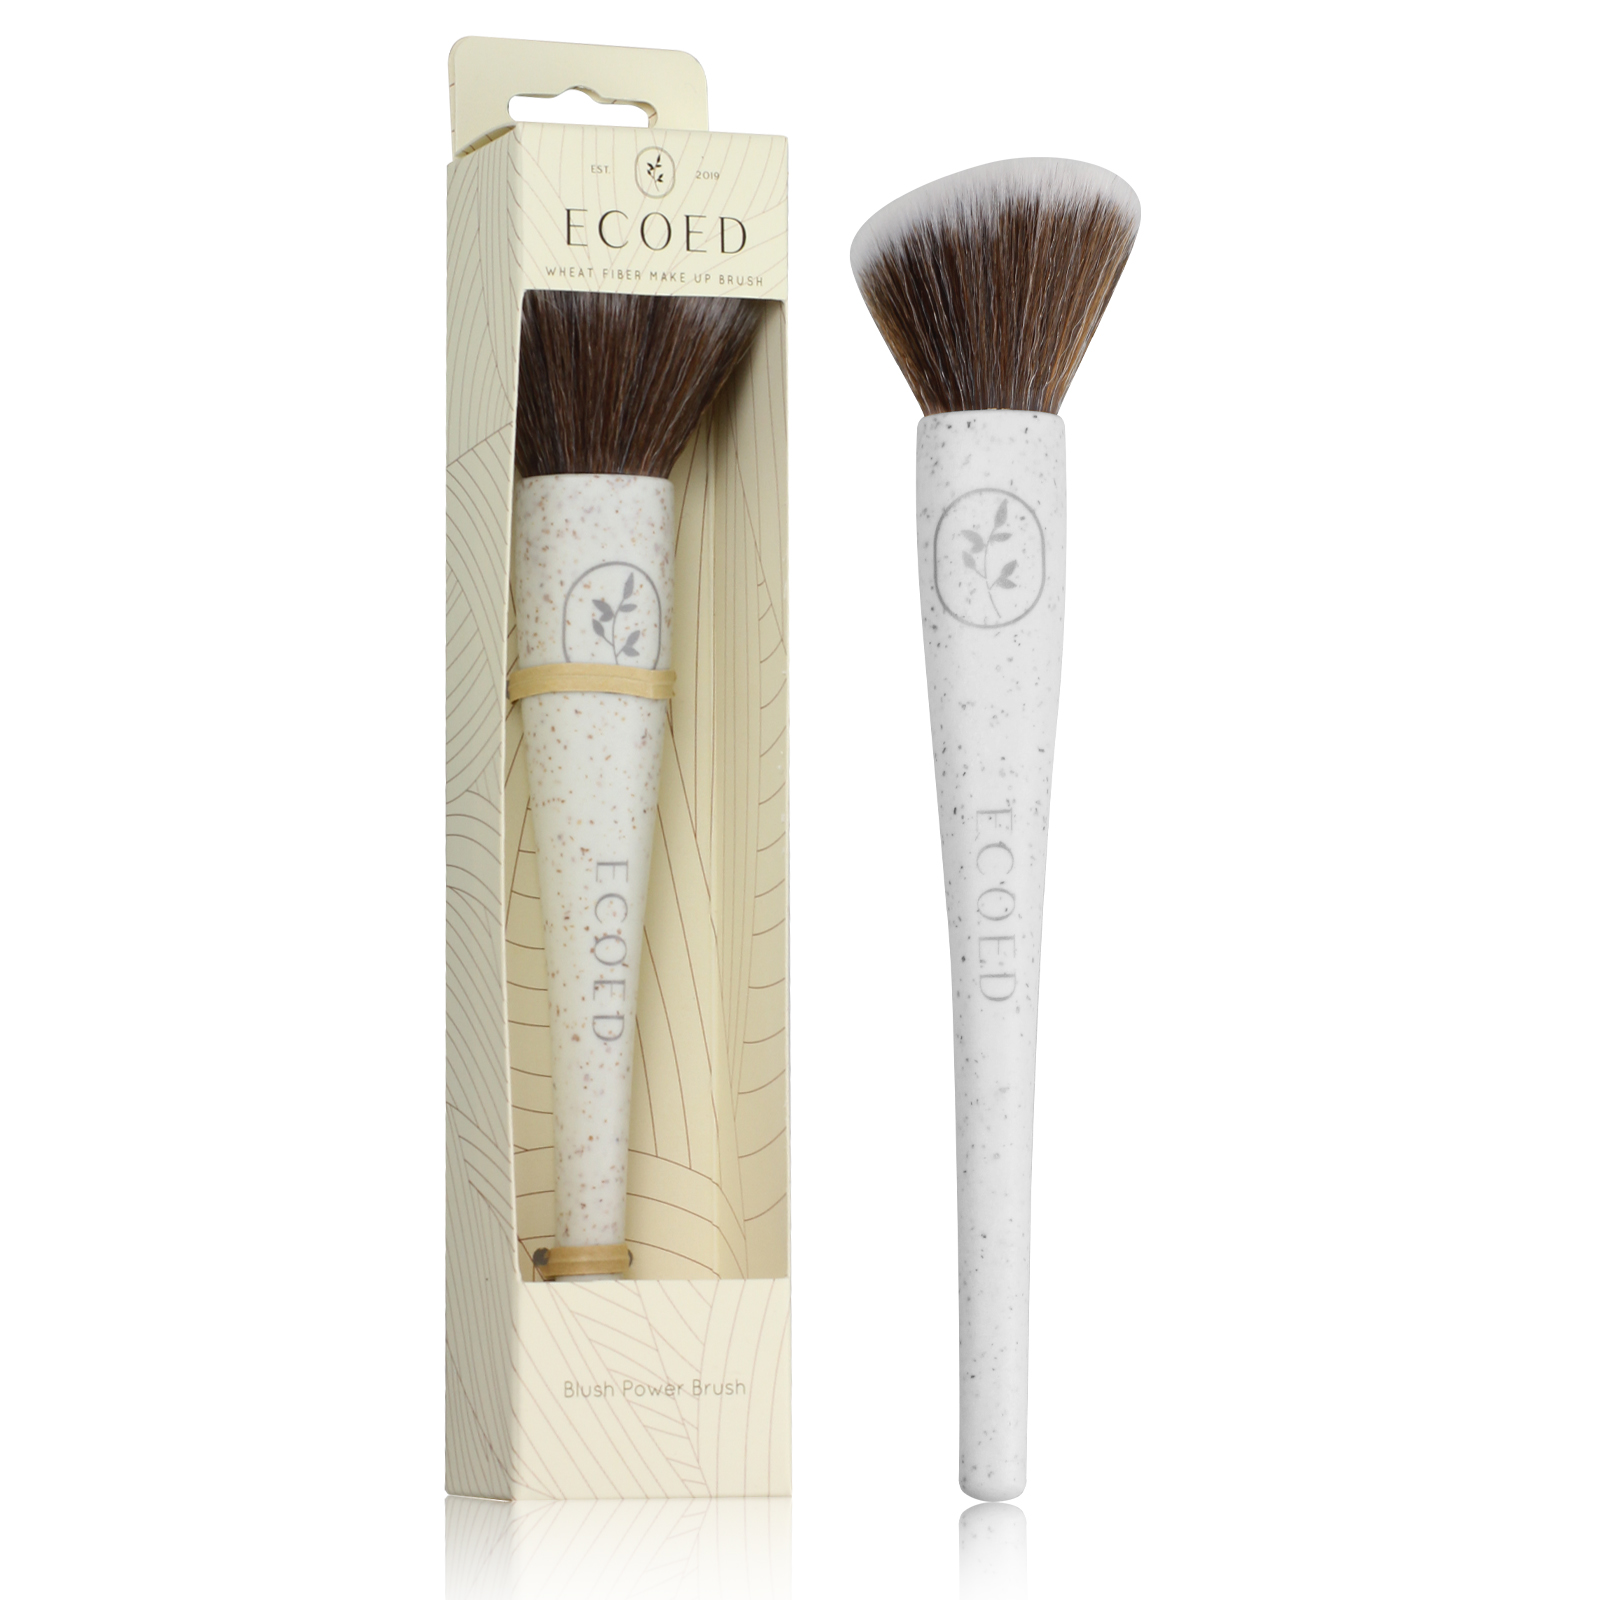 EST. 2019
ECOED
WHEAT FIBER MAKE UP BRUSH
ECOED
Blush Power Brush
ECOED